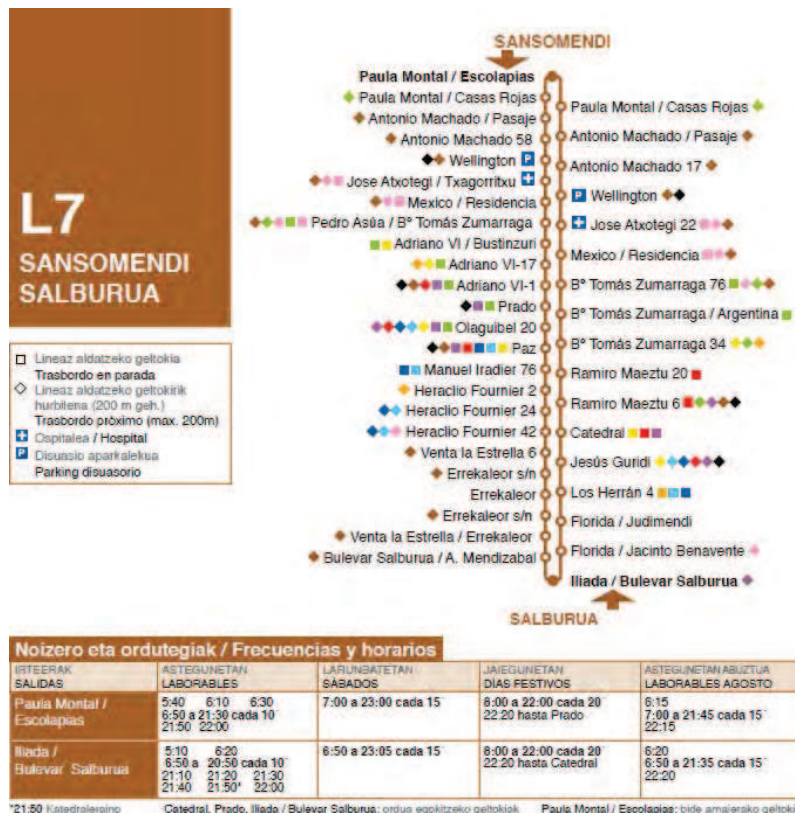 SANSOMENDI
L7
SANSOMENDI
SALBURUA
Lineaz aldatzeko geltokia
Trasbordo en parada
Lineaz aldatzeko geltokirik
hurbilena (200 m geh.)
Trasbordo próximo (max. 200m)
Ospitalea / Hospital
P Disuasio aparkalekua
Parking disuasorio
Paula Montal / Escolapias
Paula Montal / Casas Rojas
Antonio Machado / Pasaje
Antonio Machado 58
Wellington P
Jose Atxotegi / Txagorritxu
Mexico / Residencia
Pedro Asúa / Bº Tomás Zumarraga
Adriano VI / Bustinzuri
Adriano VI-17
Adriano VI-1
Prado
Olaguibel 20
Paz
Manuel Iradier 76
Heraclio Fournier 2
Heraclio Fournier 24
Heraclio Fournier 42
Venta la Estrella 6
Errekaleor s/n
Errekaleor
Errekaleor s/n
Venta la Estrella / Errekaleor
Bulevar Salburua / A. Mendizabal
Paula Montal / Casas Rojas
Antonio Machado / Pasaje
Antonio Machado 17
P Wellington
Jose Atxotegi 22
Mexico / Residencia
Bº Tomás Zumarraga 76
Bº Tomás Zumarraga / Argentina
Bº Tomás Zumarraga 34
Ramiro Maeztu 20
Ramiro Maeztu 6
Catedral
Jesús Guridi
Los Herrán 4
Florida / Judimendi
Florida / Jacinto Benavente
Iliada / Bulevar Salburua
SALBURUA
Noizero eta ordutegiak / Frecuencias y horarios
IRTEERAK ASTEGUNETAN LARUNBATETAN JAIEGUNETAN ASTEGUNETAN ABUZTUA
SALIDAS LABORABLES SÁBADOS DÍAS FESTIVOS LABORABLES AGOSTO
Paula Montal / 5:40 6:10 6:30 7:00 a 23:00 cada 15´ 8:00 a 22:00 cada 20´ 6:15
Escolapias 6:50 a 21:30 cada 10´ 22:20 hasta Prado 7:00 a 21:45 cada 15´
21:50 22:00 22:15
Iliada / 5:10 6:20 6:50 a 23:05 cada 15´ 8:00 a 22:00 cada 20´ 6:20
Bulevar Salburua 6:50 a 20:50 cada 10´ 22:20 hasta Catedral 6:50 a 21:35 cada 15´
21:10 21:20 21:30 22:20
21:40 21:50* 22:00
*21:50 Katedraleraino Catedral, Prado, Iliada / Bulevar Salburua: ordua egokitzeko geltokiak Paula Montal / Escolapias: bide amaierako geltoki